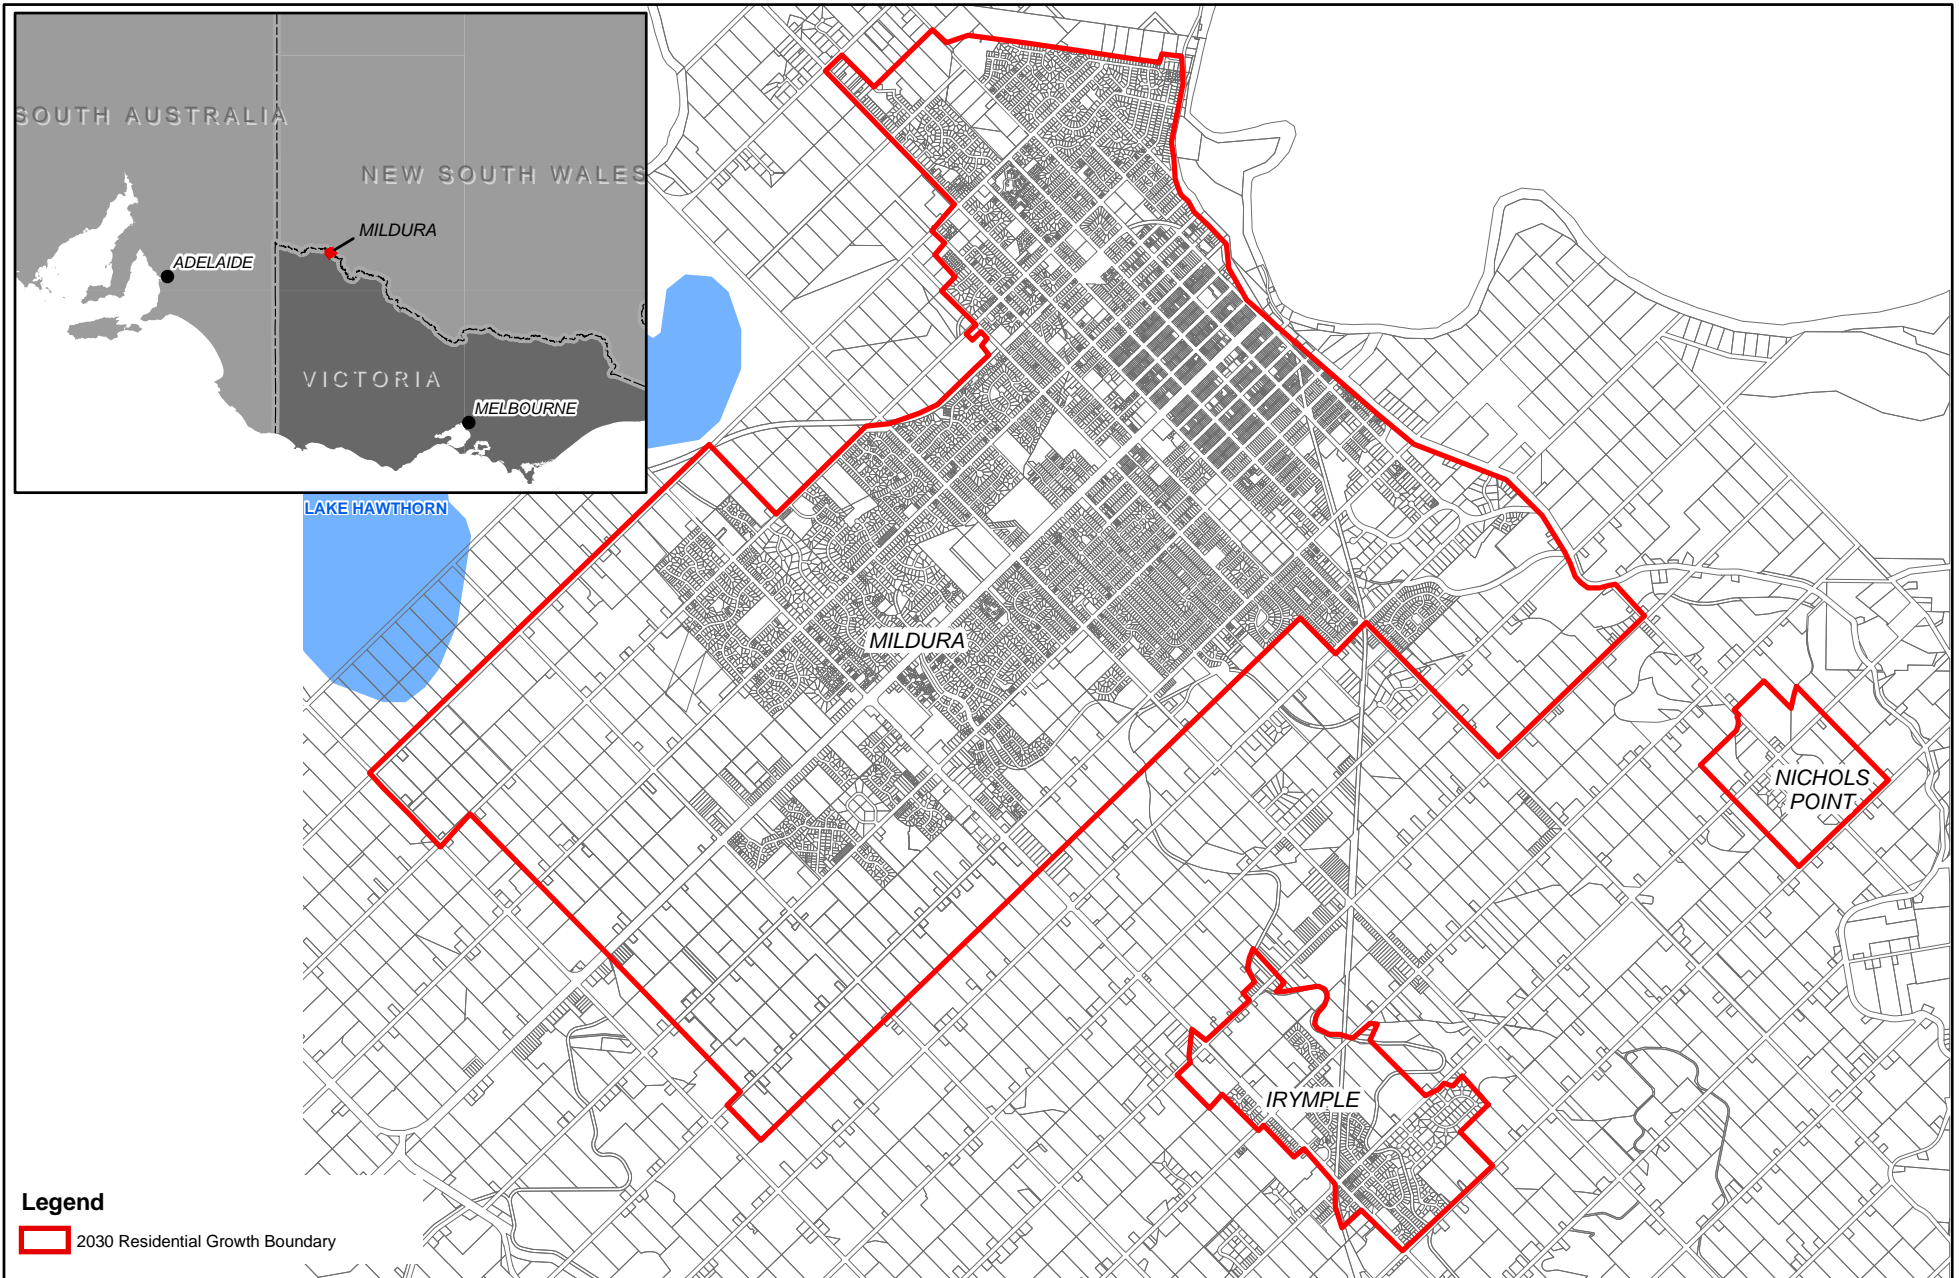 SOUTH AUSTRALIA
NEW SOUTH WALES
MILDURA
ADELAIDE
VICTORIA
MELBOURNE
LAKE HAWTHORN
MILDURA
NICHOLS
POINT
IRYMPLE
Legend
2030 Residential Growth Boundary